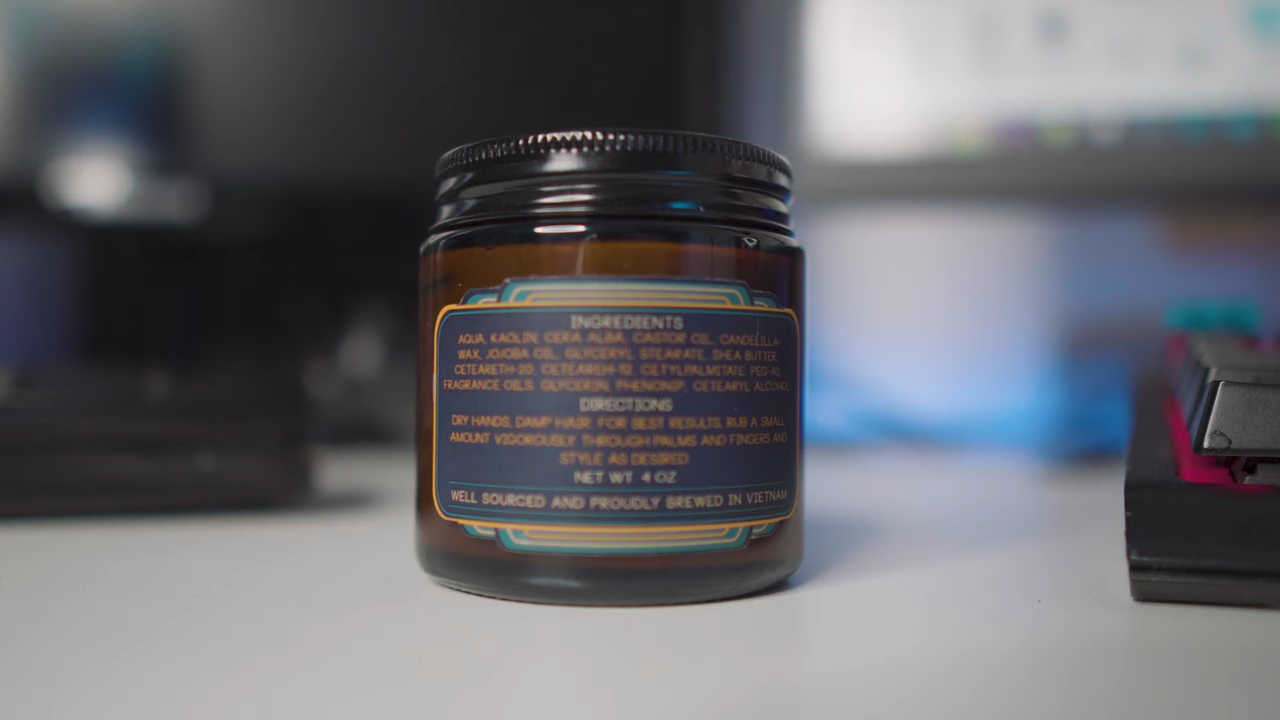 INGREDIENTS
AQUA, KAOLIN, CERA ALBA, CASTOR OIL, CANDELILLA-
WAX, JOJOBA OIL, GLYCERYL STEARATE, SHEA BUTTER,
CETEARETH-20, CETEAREH-12, CETYLPALMITATE, PEG-40,
FRAGRANCE OILS, GLYCERIN, PHENONIP, CETEARYL ALCOHOL
DIRECTIONS
DRY HANDS, DAMP HAIR. FOR BEST RESULTS, RUB A SMALL
AMOUNT VIGOROUSLY THROUGH PALMS AND FINGERS AND
STYLE AS DESIRED
NET WT. 4 OZ
WELL SOURCED AND PROUDLY BREWED IN VIETNAM